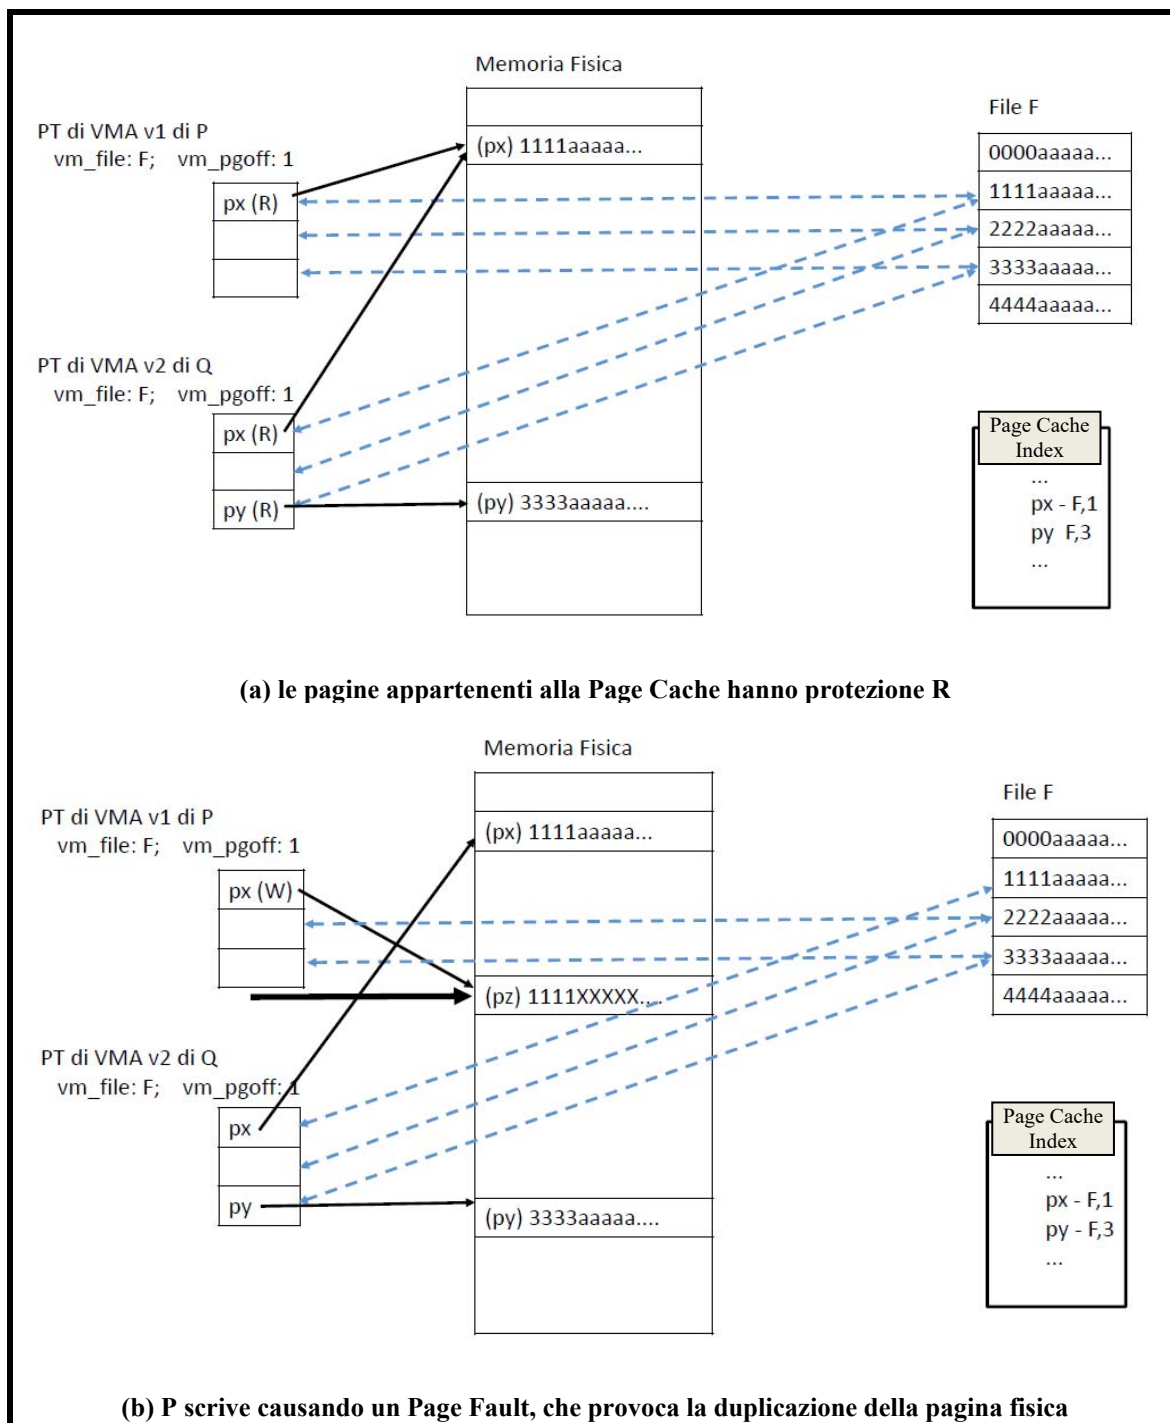 Memoria Fisica
File F
PT di VMA v1 di P
vm_file: F; vm_pgoff: 1
(px) 1111aaaaa...
0000aaaaa...
1111aaaaa...
2222aaaaa...
3333aaaaa...
4444aaaaa...
px (R)
PT di VMA v2 di Q
vm_file: F; vm_pgoff: 1
px (R)
py (R)
(py) 3333aaaaa....
Page Cache
Index
...
px - F,1
py F,3
...
(a) le pagine appartenenti alla Page Cache hanno protezione R
Memoria Fisica
File F
PT di VMA v1 di P
vm_file: F; vm_pgoff: 1
(px) 1111aaaaa...
0000aaaaa...
1111aaaaa...
2222aaaaa...
3333aaaaa...
4444aaaaa...
px (W)
(pz) 1111XXXXX....
PT di VMA v2 di Q
vm_file: F; vm_pgoff: 1
px
py
(py) 3333aaaaa....
Page Cache
Index
...
px - F,1
py - F,3
...
(b) P scrive causando un Page Fault, che provoca la duplicazione della pagina fisica